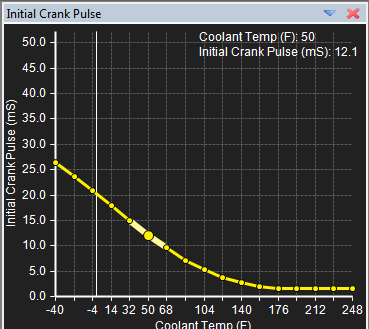 Initial Crank Pulse
Coolant Temp (F): 50
Initial Crank Pulse (mS): 12.1
Initial Crank Pulse (mS)
50.0
45.0
40.0
35.0
30.0
25.0
20.0
15.0
10.0
5.0
0.0
-40 -4 14 32 50 68 104 140 176 212 248
Coolant Temp (F)